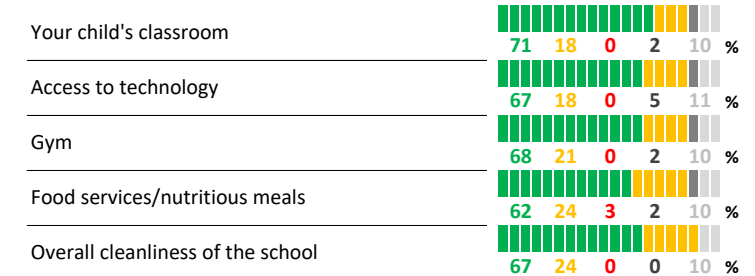 Your child's classroom
71 18 0 2 10 %
Access to technology
67 18 0 5 11 %
Gym
68 21 0 2 10 %
Food services/nutritious meals
62 24 3 2 10 %
Overall cleanliness of the school
67 24 0 0 10 %